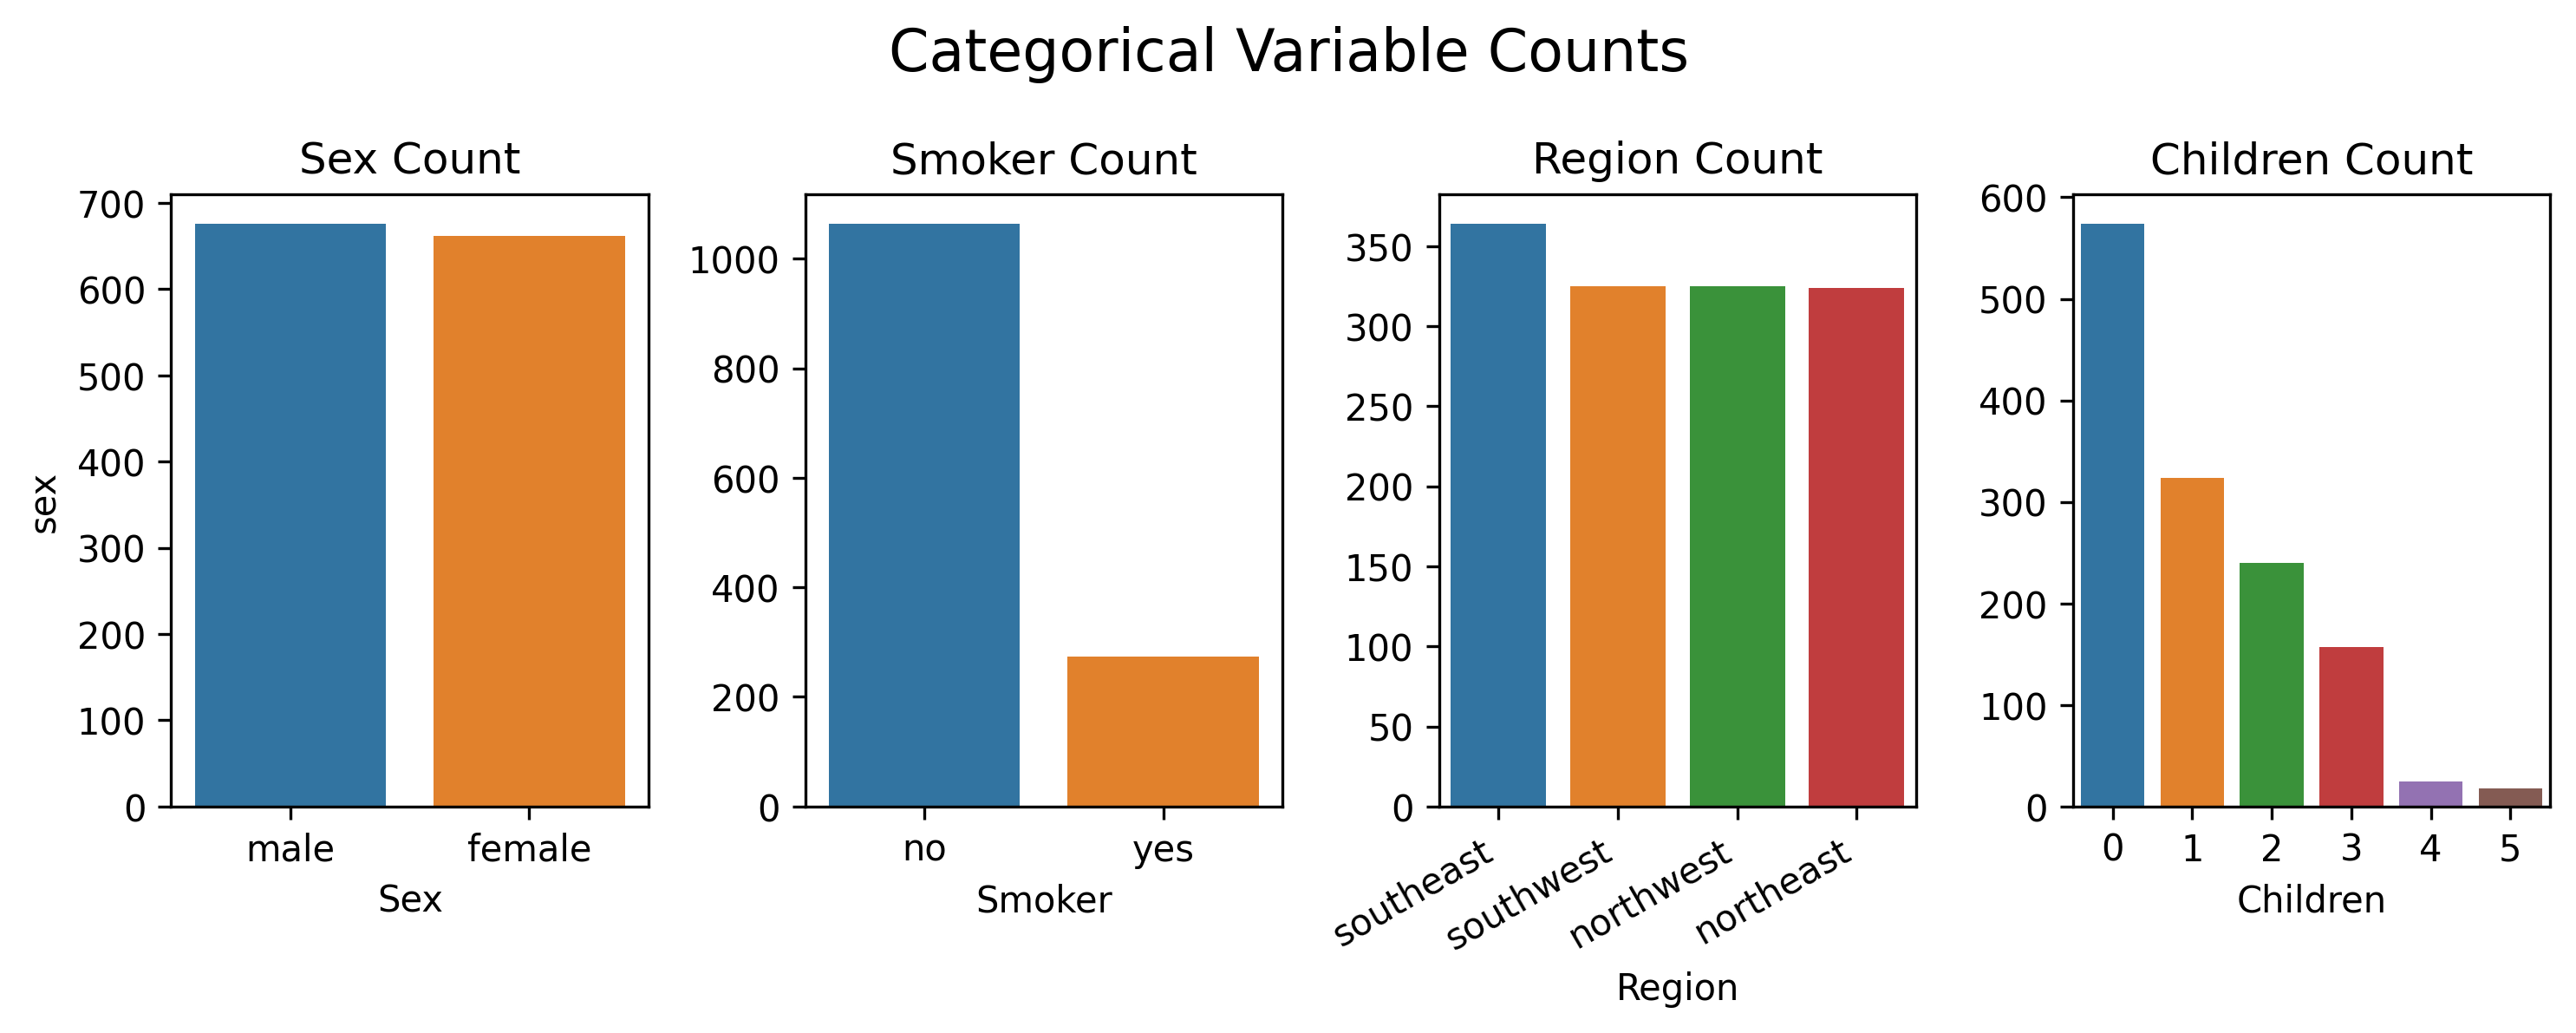 Categorical Variable Counts
Sex Count
700
600
500
400
300
200
100
0
sex
male female
Sex
Smoker Count
1000
800
600
400
200
0
no yes
Smoker
Region Count
350
300
250
200
150
100
50
0
southeast southwest northwest northeast
Region
Children Count
600
500
400
300
200
100
0
0 1 2 3 4 5
Children